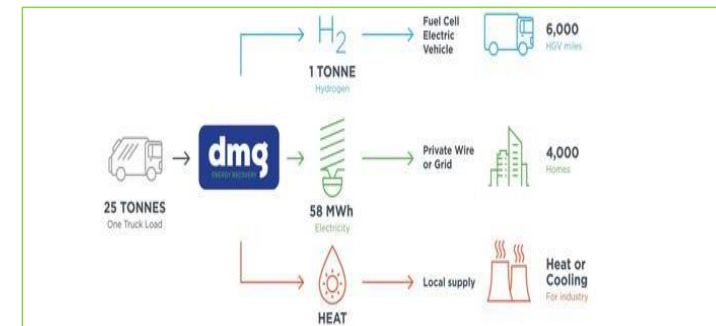 H₂
1 TONNE
Hydrogen
Fuel Cell
Electric
Vehicle
6,000
HGV miles
25 TONNES
One Truck Load
dmg
ENERGY RECOVERY
58 MWh
Electricity
Private Wire
or Grid
4,000
Homes
HEAT
Local supply
Heat or
Cooling
For industry